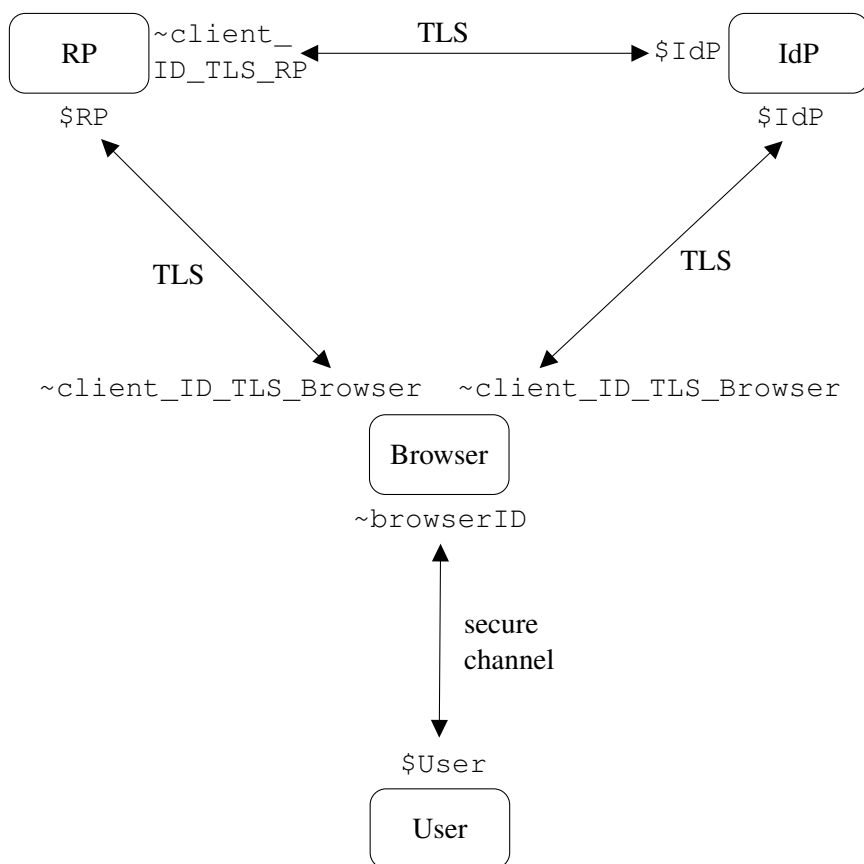 RP
~client_
ID_TLS_RP
TLS
$IdP
IdP
$RP
$IdP
TLS
TLS
~client_ID_TLS_Browser
~client_ID_TLS_Browser
Browser
~browserID
secure
channel
$User
User